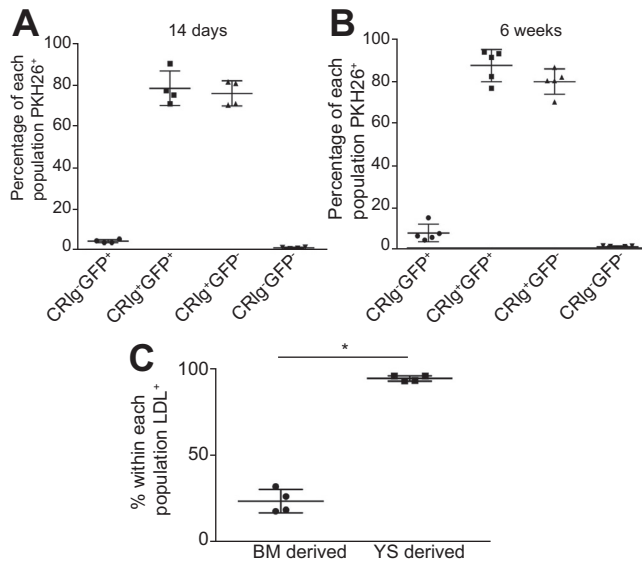 A
14 days
Percentage of each
population PKH26⁺
100
80
60
40
20
0
CRIg⁻GFP⁺
CRIg⁺GFP⁺
CRIg⁺GFP⁻
CRIg⁻GFP⁻
B
6 weeks
Percentage of each
population PKH26⁺
100
80
60
40
20
0
CRIg⁻GFP⁺
CRIg⁺GFP⁺
CRIg⁺GFP⁻
CRIg⁻GFP⁻
C
% within each
population LDL⁺
100
50
0
*
BM derived
YS derived